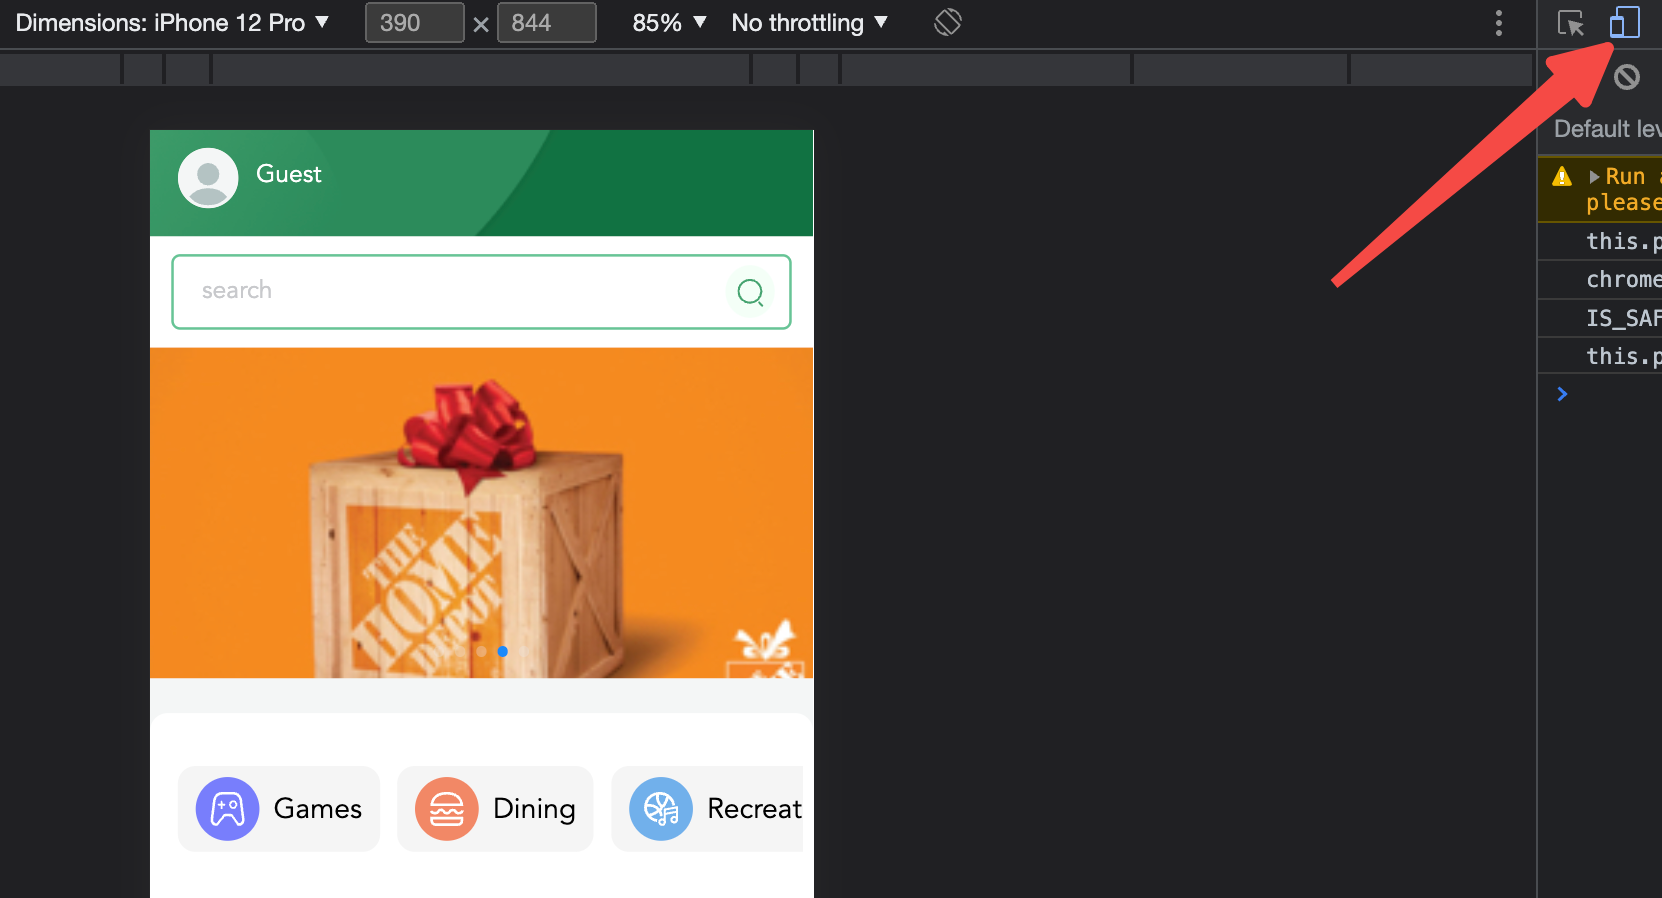 Dimensions: iPhone 12 Pro ▼ 390 × 844 85% ▼ No throttling ▼
Default lev
Run
please
this.p
chrome
IS_SAF
this.p
Guest
search
THE
HOME
DEPOT
Games
Dining
Recreat